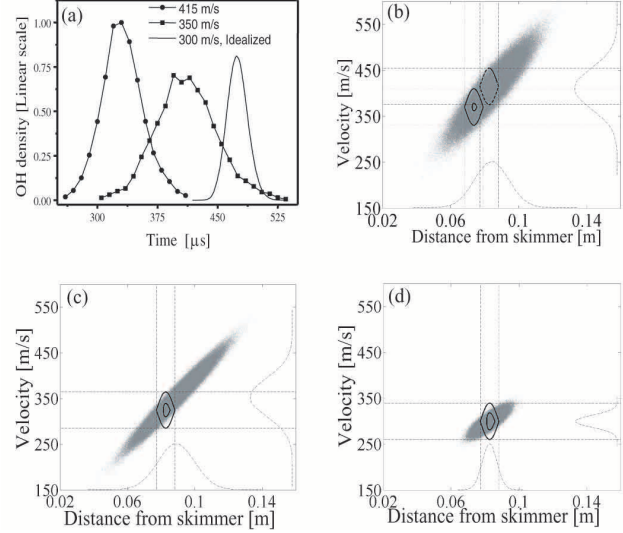 (a)
415 m/s
350 m/s
300 m/s, Idealized
OH density [Linear scale]
1.00
0.75
0.50
0.25
0.00
300
375
450
525
Time [µs]
(b)
Velocity [m/s]
550
450
350
250
150
0.02
0.06
0.1
0.14
Distance from skimmer [m]
(c)
Velocity [m/s]
550
450
350
250
150
0.02
0.06
0.1
0.14
Distance from skimmer [m]
(d)
Velocity [m/s]
550
450
350
250
150
0.02
0.06
0.1
0.14
Distance from skimmer [m]